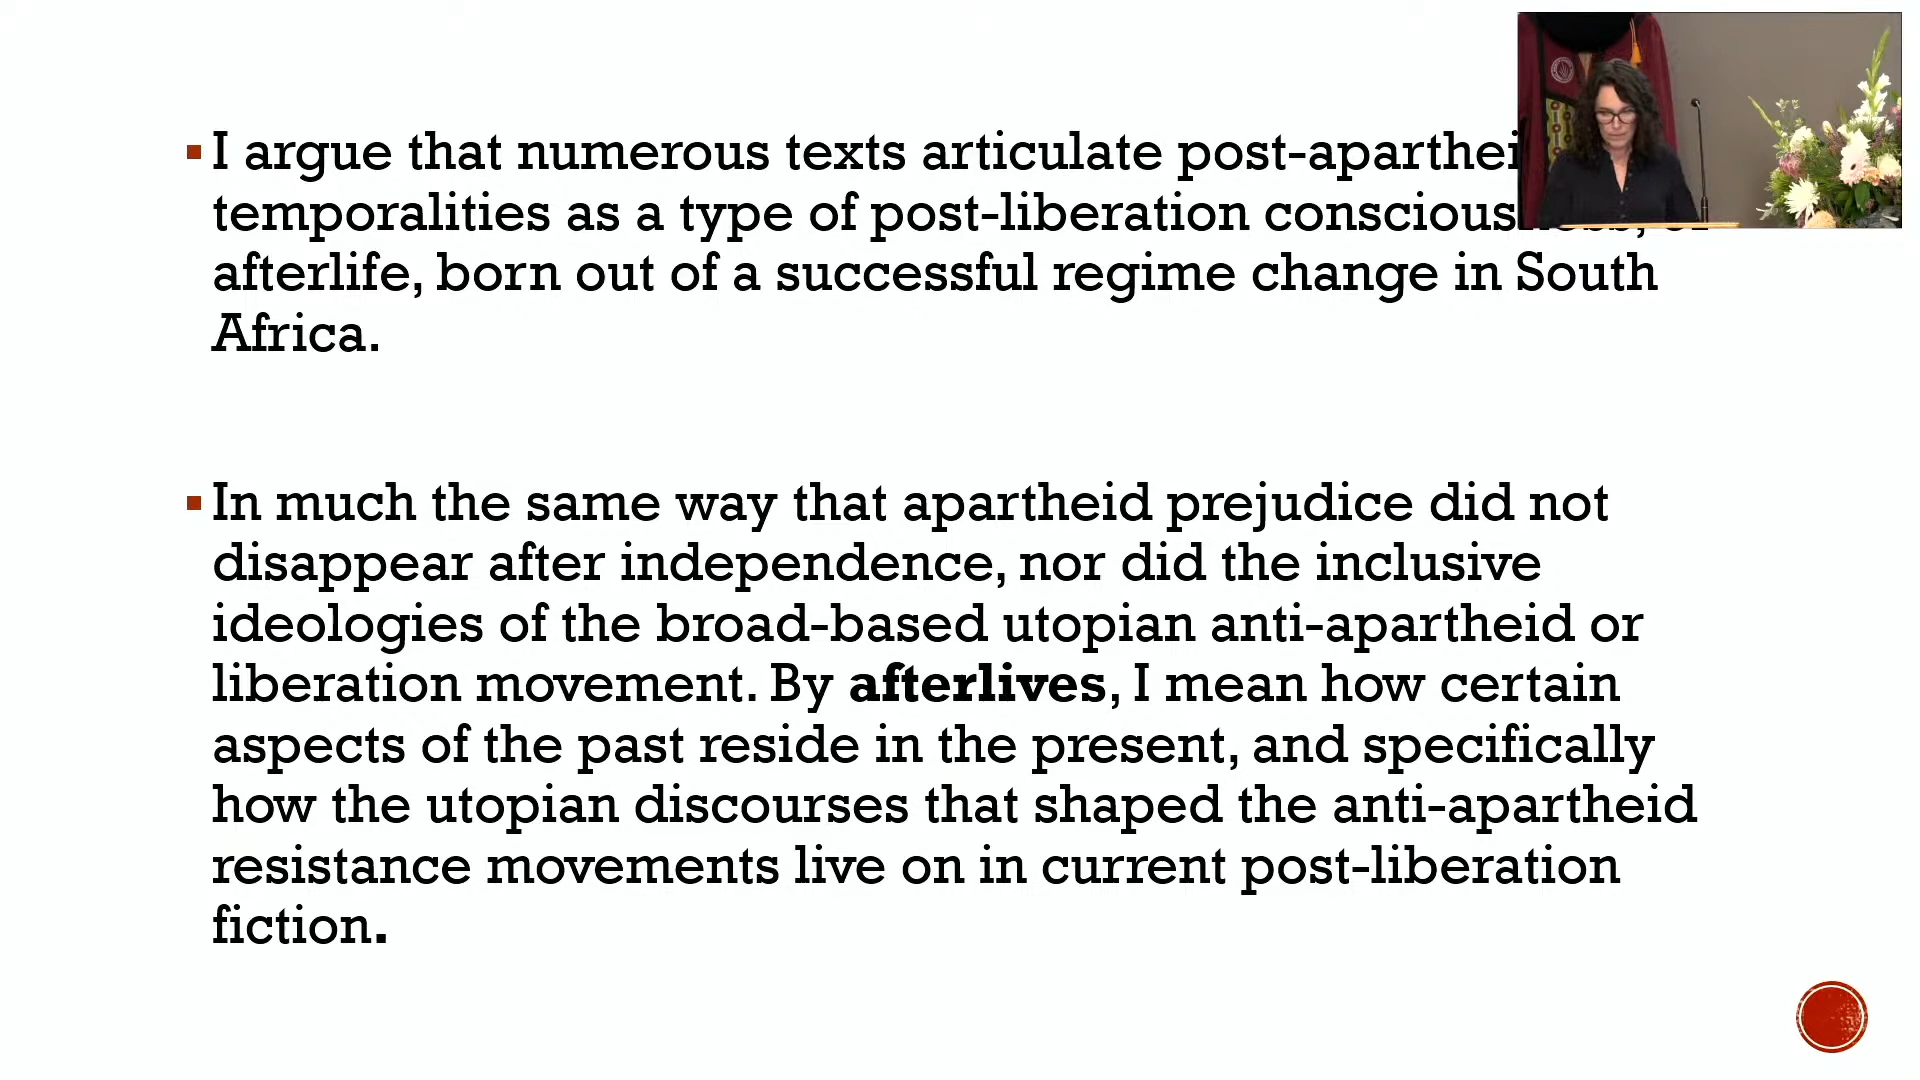 I argue that numerous texts articulate post-aparthei
temporalities as a type of post-liberation
afterlife, born out of a successful regime change in South
Africa.
In much the same way that apartheid prejudice did not
disappear after independence, nor did the inclusive
ideologies of the broad-based utopian anti-apartheid or
liberation movement. By afterlives, I mean how certain
aspects of the past reside in the present, and specifically
how the utopian discourses that shaped the anti-apartheid
resistance movements live on in current post-liberation
fiction.